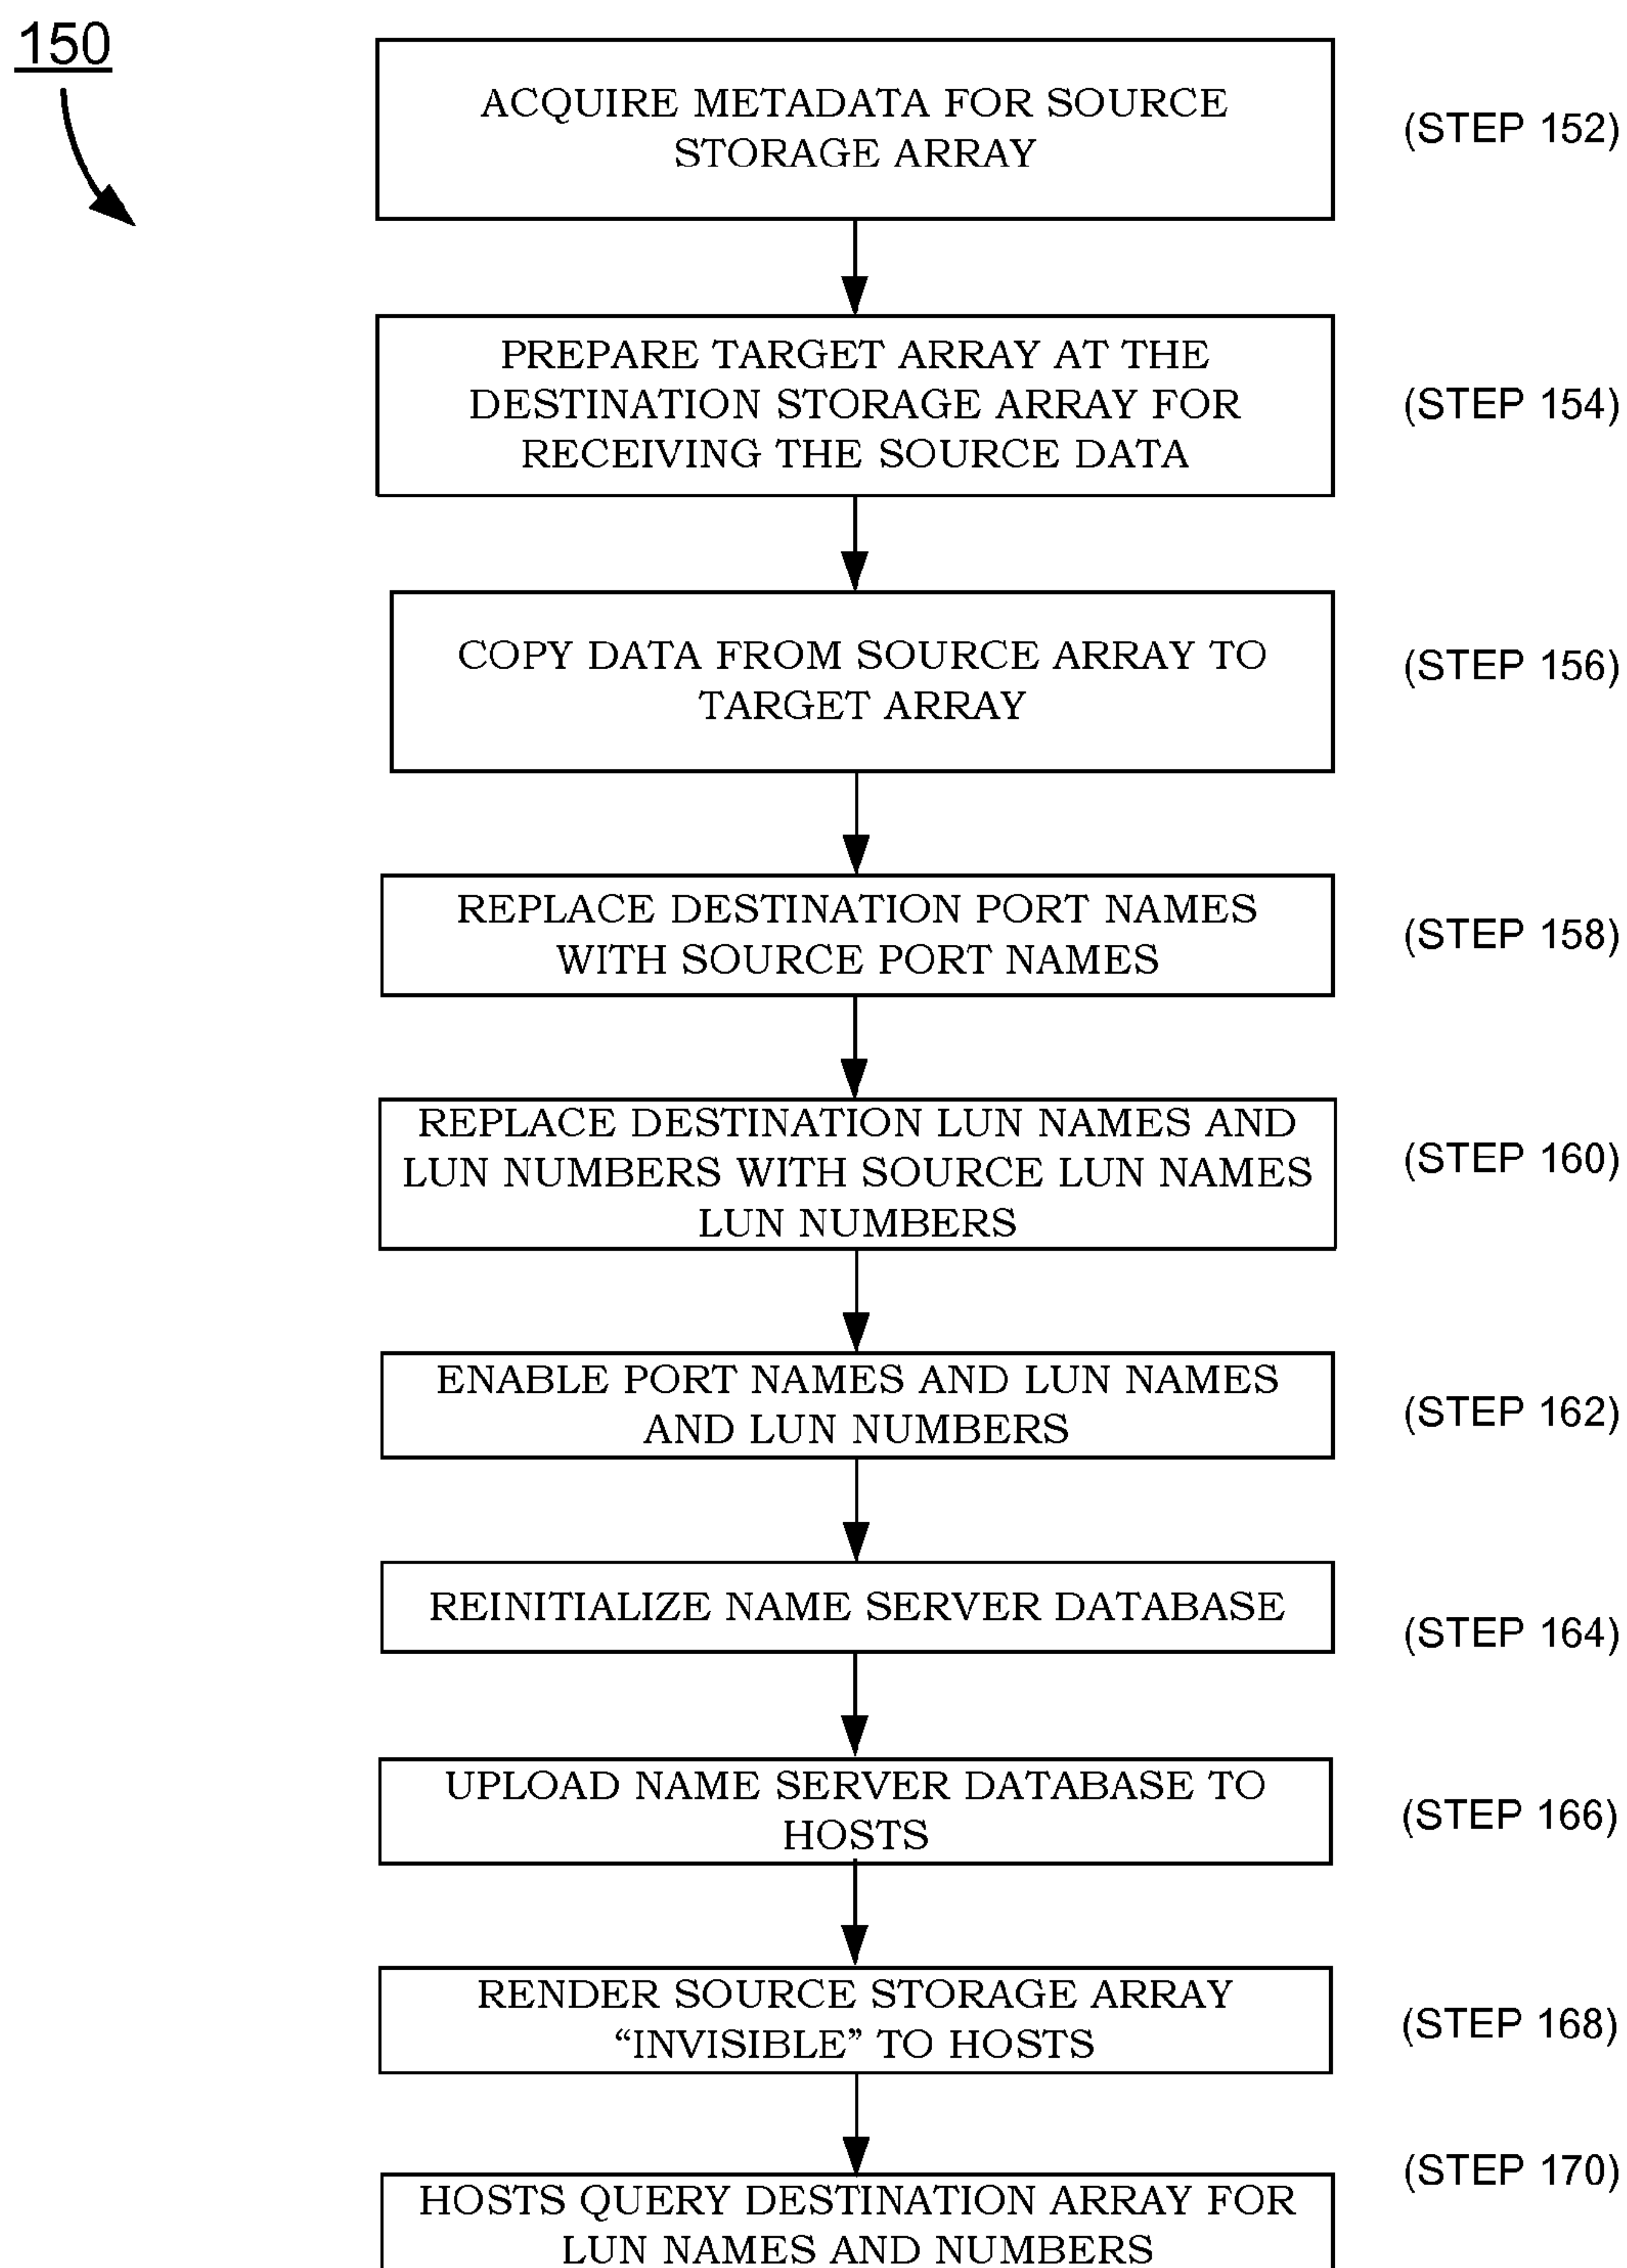 150
ACQUIRE METADATA FOR SOURCE
STORAGE ARRAY
(STEP 152)
PREPARE TARGET ARRAY AT THE
DESTINATION STORAGE ARRAY FOR
RECEIVING THE SOURCE DATA
(STEP 154)
COPY DATA FROM SOURCE ARRAY TO
TARGET ARRAY
(STEP 156)
REPLACE DESTINATION PORT NAMES
WITH SOURCE PORT NAMES
(STEP 158)
REPLACE DESTINATION LUN NAMES AND
LUN NUMBERS WITH SOURCE LUN NAMES
LUN NUMBERS
(STEP 160)
ENABLE PORT NAMES AND LUN NAMES
AND LUN NUMBERS
(STEP 162)
REINITIALIZE NAME SERVER DATABASE
(STEP 164)
UPLOAD NAME SERVER DATABASE TO
HOSTS
(STEP 166)
RENDER SOURCE STORAGE ARRAY
“INVISIBLE” TO HOSTS
(STEP 168)
HOSTS QUERY DESTINATION ARRAY FOR
LUN NAMES AND NUMBERS
(STEP 170)